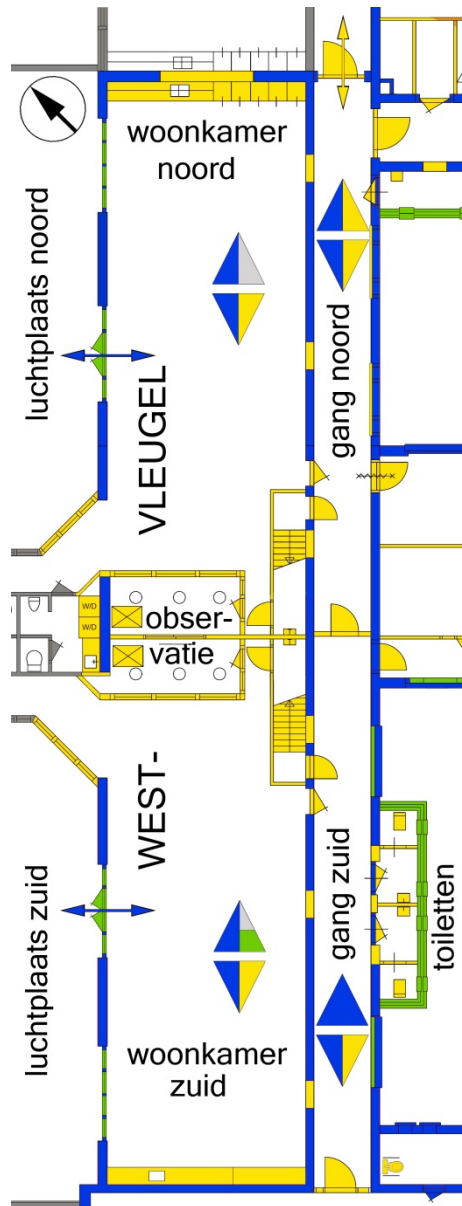 woonkamer
noord
luchtplaats noord
gang noord
VLEUGEL
W/D
W/D
obser-
vatie
WEST-
luchtplaats zuid
gang zuid
toiletten
woonkamer
zuid